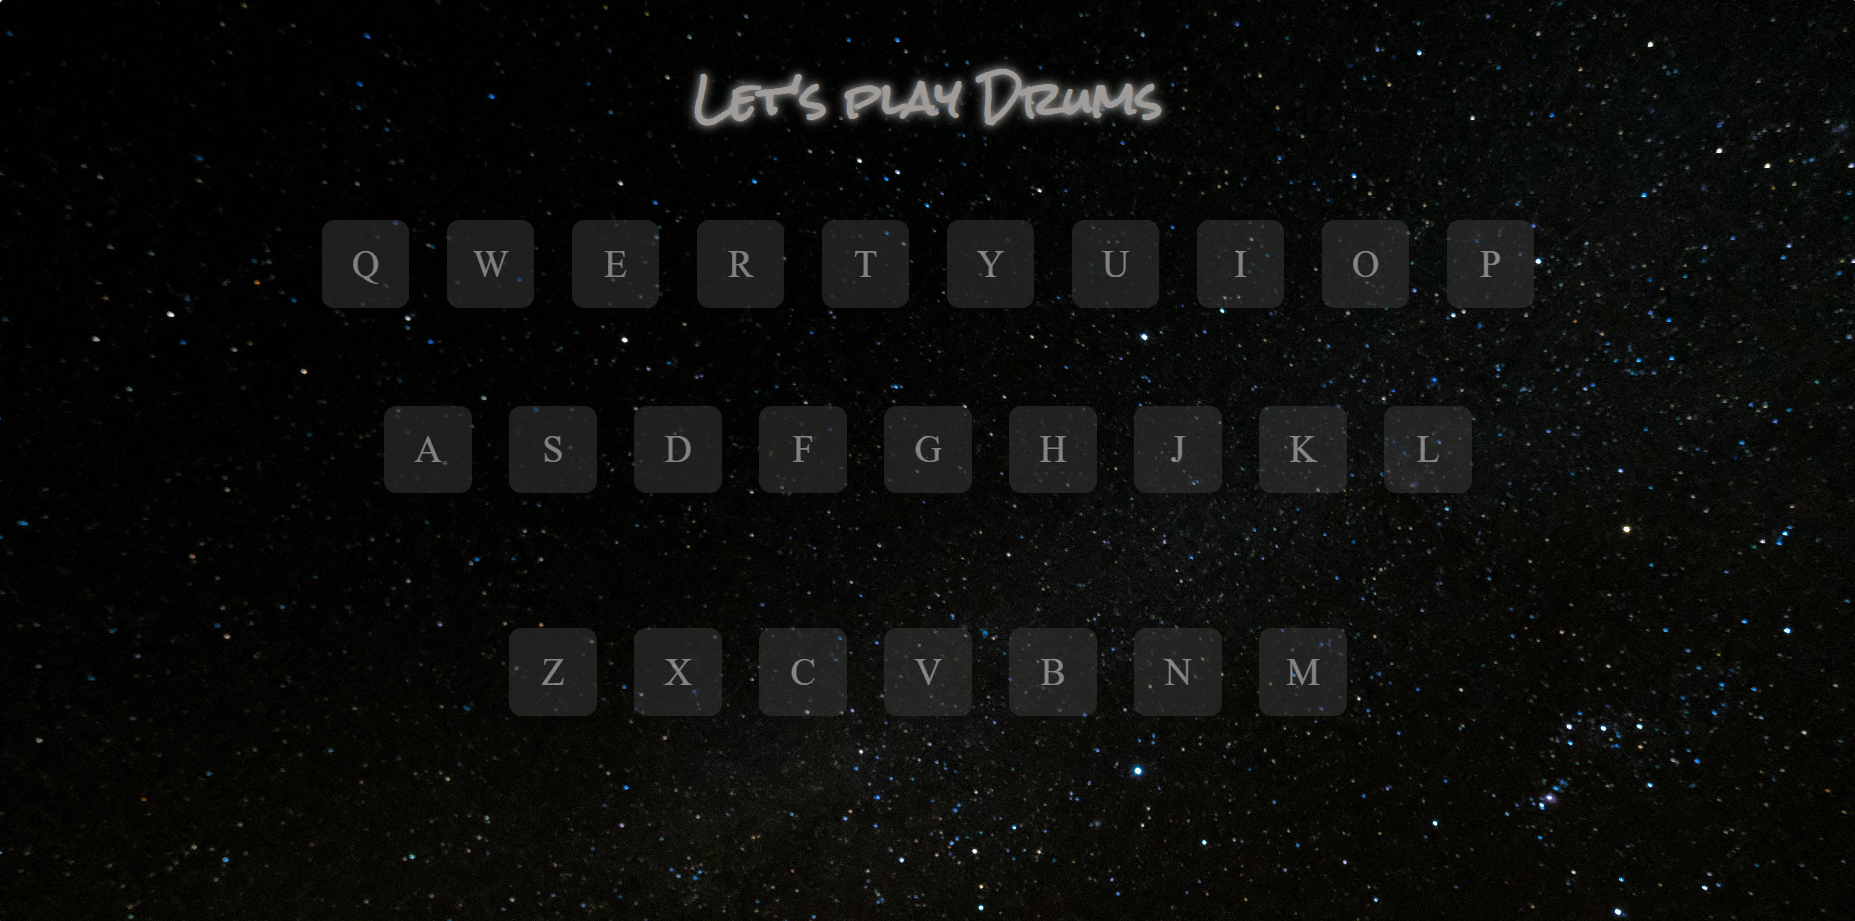 Let's play Drums
Q W E R T Y U I O P
A S D F G H J K L
Z X C V B N M